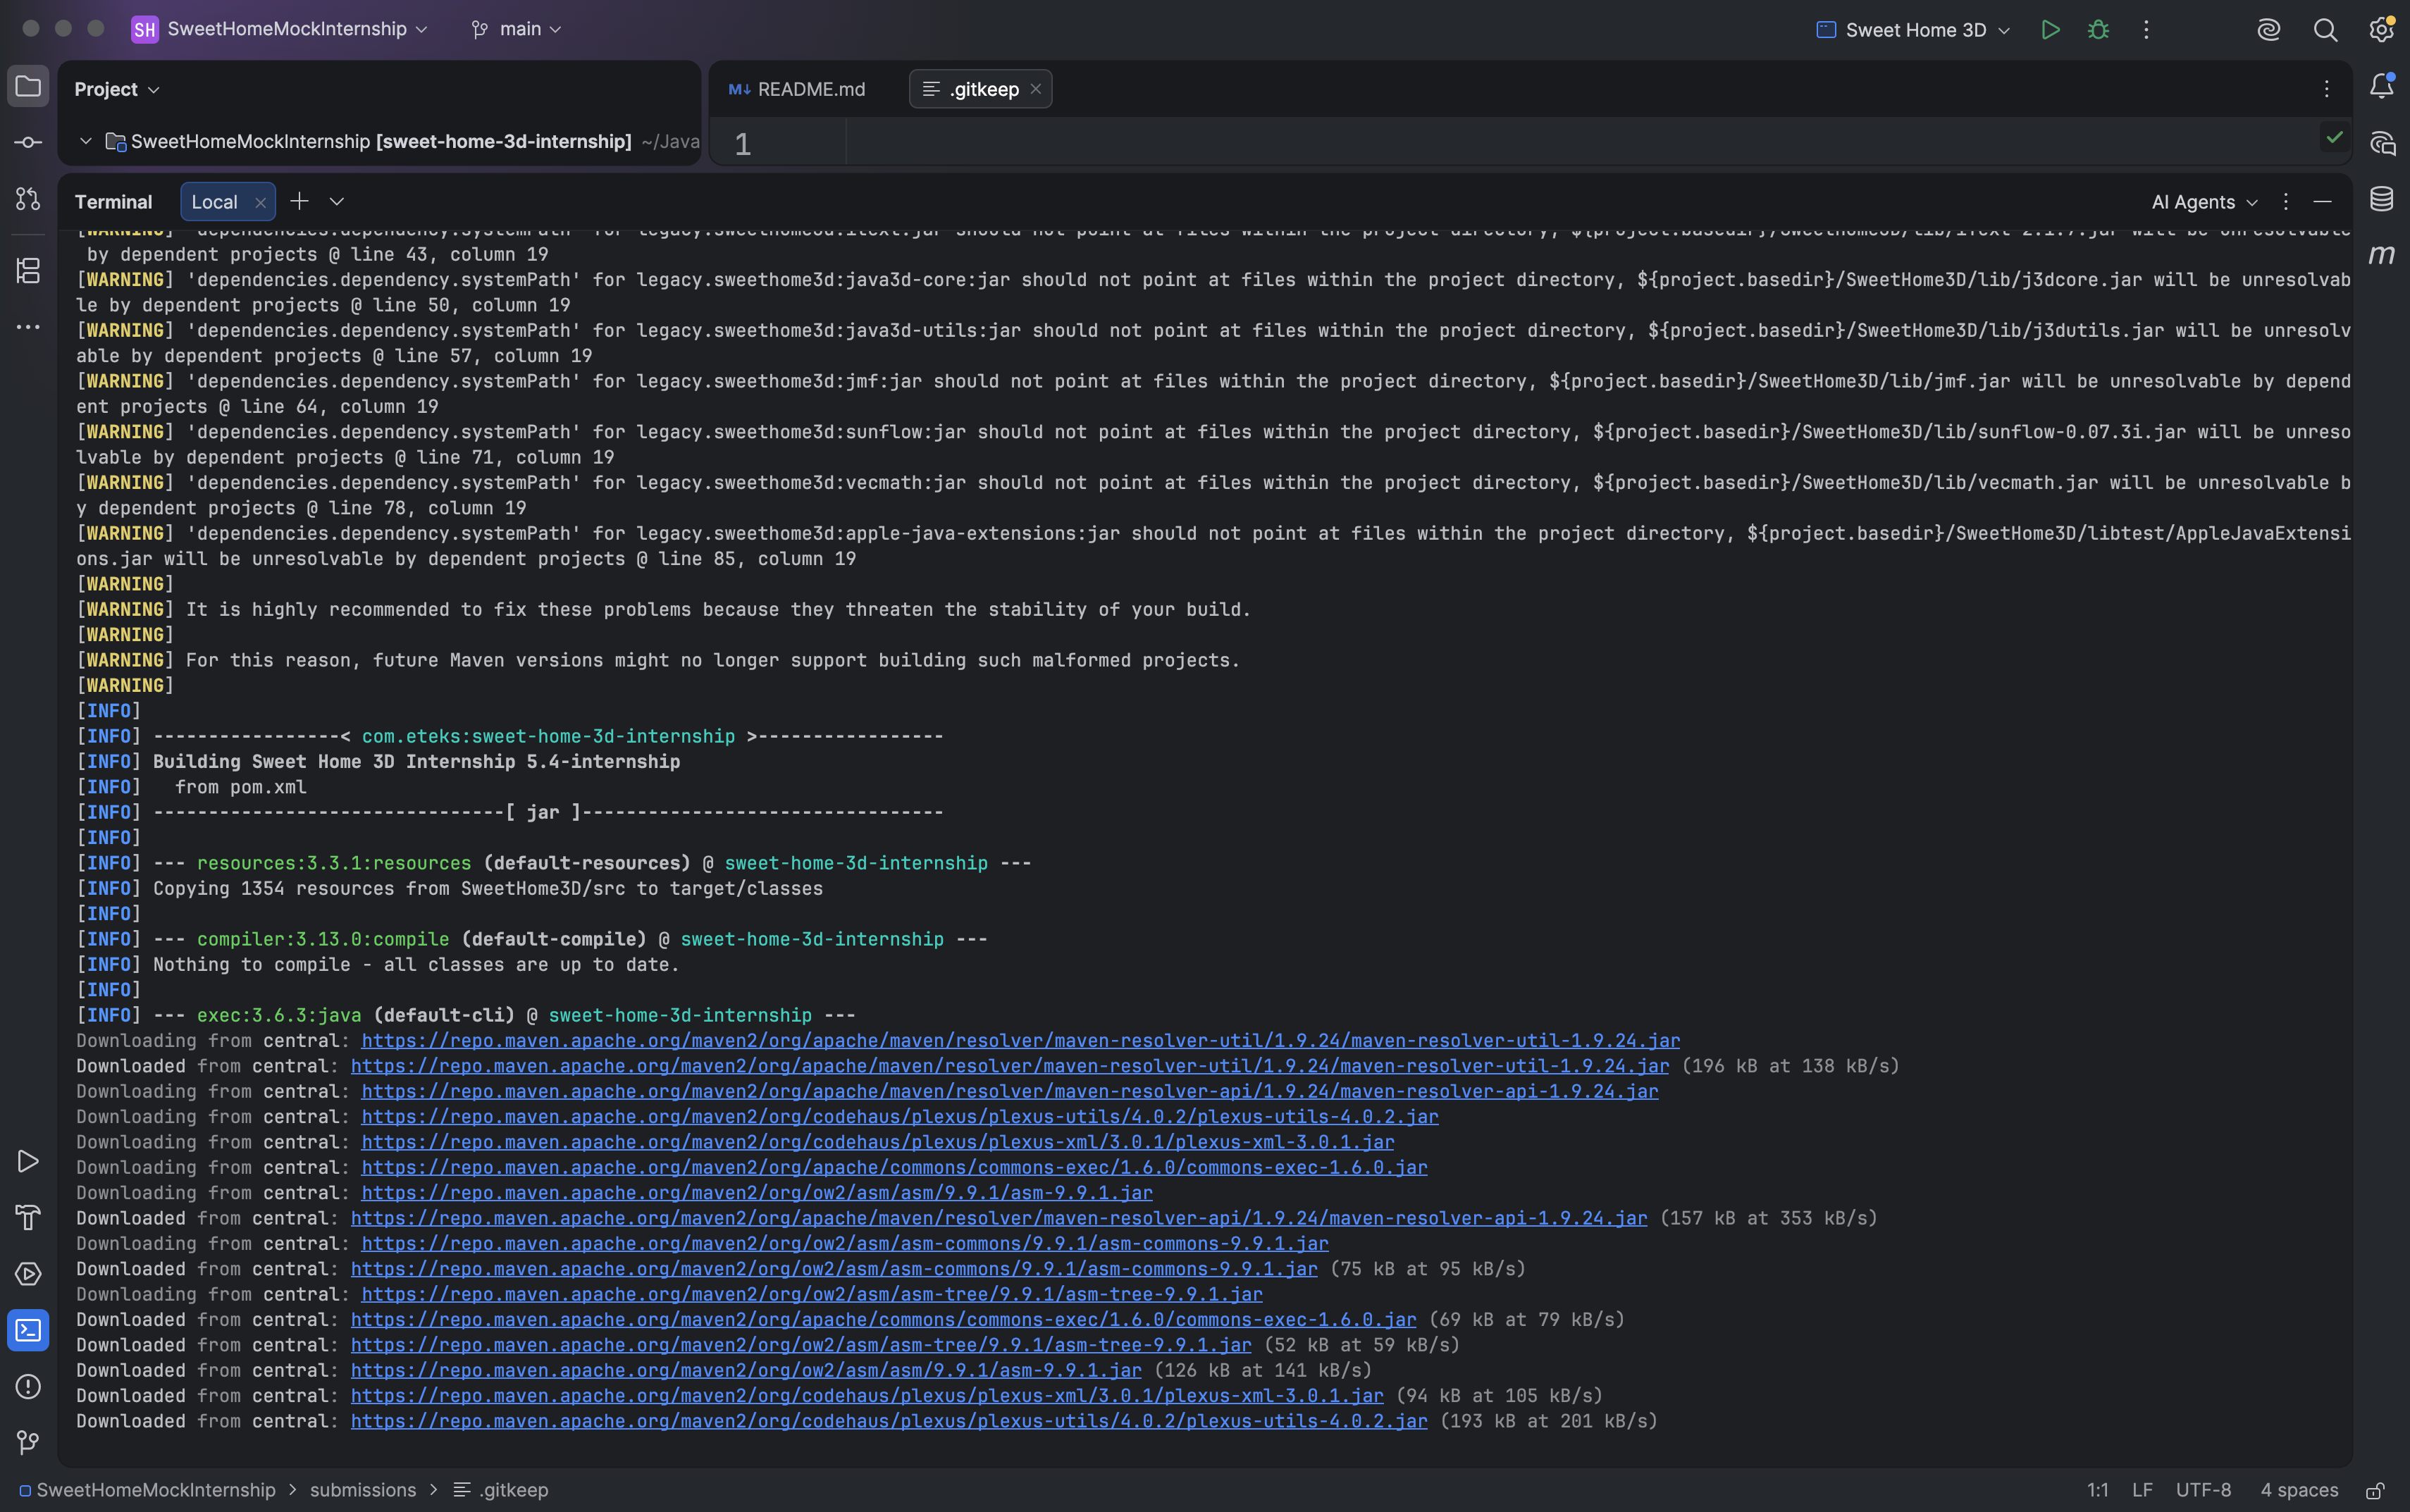 SH SweetHomeMockInternship main Sweet Home 3D
Project
README.md .gitkeep
SweetHomeMockInternship [sweet-home-3d-internship] ~/Java
1
Terminal Local AI Agents
[WARNING] 'dependencies.dependency.systemPath' for legacy.sweethome3d:itext:jar should not point at files within the project directory, ${project.basedir}/SweetHome3D/lib/iText-2.1.7.jar will be unresolvable
by dependent projects @ line 43, column 19
[WARNING] 'dependencies.dependency.systemPath' for legacy.sweethome3d:java3d-core:jar should not point at files within the project directory, ${project.basedir}/SweetHome3D/lib/j3dcore.jar will be unresolvab
le by dependent projects @ line 50, column 19
[WARNING] 'dependencies.dependency.systemPath' for legacy.sweethome3d:java3d-utils:jar should not point at files within the project directory, ${project.basedir}/SweetHome3D/lib/j3dutils.jar will be unresolv
able by dependent projects @ line 57, column 19
[WARNING] 'dependencies.dependency.systemPath' for legacy.sweethome3d:jmf:jar should not point at files within the project directory, ${project.basedir}/SweetHome3D/lib/jmf.jar will be unresolvable by depend
ent projects @ line 64, column 19
[WARNING] 'dependencies.dependency.systemPath' for legacy.sweethome3d:sunflow:jar should not point at files within the project directory, ${project.basedir}/SweetHome3D/lib/sunflow-0.07.3i.jar will be unreso
lvable by dependent projects @ line 71, column 19
[WARNING] 'dependencies.dependency.systemPath' for legacy.sweethome3d:vecmath:jar should not point at files within the project directory, ${project.basedir}/SweetHome3D/lib/vecmath.jar will be unresolvable b
y dependent projects @ line 78, column 19
[WARNING] 'dependencies.dependency.systemPath' for legacy.sweethome3d:apple-java-extensions:jar should not point at files within the project directory, ${project.basedir}/SweetHome3D/libtest/AppleJavaExtensi
ons.jar will be unresolvable by dependent projects @ line 85, column 19
[WARNING]
[WARNING] It is highly recommended to fix these problems because they threaten the stability of your build.
[WARNING]
[WARNING] For this reason, future Maven versions might no longer support building such malformed projects.
[WARNING]
[INFO]
[INFO] -----------------< com.eteks:sweet-home-3d-internship >-----------------
[INFO] Building Sweet Home 3D Internship 5.4-internship
[INFO]   from pom.xml
[INFO] --------------------------------[ jar ]---------------------------------
[INFO]
[INFO] --- resources:3.3.1:resources (default-resources) @ sweet-home-3d-internship ---
[INFO] Copying 1354 resources from SweetHome3D/src to target/classes
[INFO]
[INFO] --- compiler:3.13.0:compile (default-compile) @ sweet-home-3d-internship ---
[INFO] Nothing to compile - all classes are up to date.
[INFO]
[INFO] --- exec:3.6.3:java (default-cli) @ sweet-home-3d-internship ---
Downloading from central: https://repo.maven.apache.org/maven2/org/apache/maven/resolver/maven-resolver-util/1.9.24/maven-resolver-util-1.9.24.jar
Downloaded from central: https://repo.maven.apache.org/maven2/org/apache/maven/resolver/maven-resolver-util/1.9.24/maven-resolver-util-1.9.24.jar (196 kB at 138 kB/s)
Downloading from central: https://repo.maven.apache.org/maven2/org/apache/maven/resolver/maven-resolver-api/1.9.24/maven-resolver-api-1.9.24.jar
Downloading from central: https://repo.maven.apache.org/maven2/org/codehaus/plexus/plexus-utils/4.0.2/plexus-utils-4.0.2.jar
Downloading from central: https://repo.maven.apache.org/maven2/org/codehaus/plexus/plexus-xml/3.0.1/plexus-xml-3.0.1.jar
Downloading from central: https://repo.maven.apache.org/maven2/org/apache/commons/commons-exec/1.6.0/commons-exec-1.6.0.jar
Downloading from central: https://repo.maven.apache.org/maven2/org/ow2/asm/asm/9.9.1/asm-9.9.1.jar
Downloaded from central: https://repo.maven.apache.org/maven2/org/apache/maven/resolver/maven-resolver-api/1.9.24/maven-resolver-api-1.9.24.jar (157 kB at 353 kB/s)
Downloading from central: https://repo.maven.apache.org/maven2/org/ow2/asm/asm-commons/9.9.1/asm-commons-9.9.1.jar
Downloaded from central: https://repo.maven.apache.org/maven2/org/ow2/asm/asm-commons/9.9.1/asm-commons-9.9.1.jar (75 kB at 95 kB/s)
Downloading from central: https://repo.maven.apache.org/maven2/org/ow2/asm/asm-tree/9.9.1/asm-tree-9.9.1.jar
Downloaded from central: https://repo.maven.apache.org/maven2/org/apache/commons/commons-exec/1.6.0/commons-exec-1.6.0.jar (69 kB at 79 kB/s)
Downloaded from central: https://repo.maven.apache.org/maven2/org/ow2/asm/asm-tree/9.9.1/asm-tree-9.9.1.jar (52 kB at 59 kB/s)
Downloaded from central: https://repo.maven.apache.org/maven2/org/ow2/asm/asm/9.9.1/asm-9.9.1.jar (126 kB at 141 kB/s)
Downloaded from central: https://repo.maven.apache.org/maven2/org/codehaus/plexus/plexus-xml/3.0.1/plexus-xml-3.0.1.jar (94 kB at 105 kB/s)
Downloaded from central: https://repo.maven.apache.org/maven2/org/codehaus/plexus/plexus-utils/4.0.2/plexus-utils-4.0.2.jar (193 kB at 201 kB/s)
SweetHomeMockInternship > submissions > .gitkeep 1:1 LF UTF-8 4 spaces